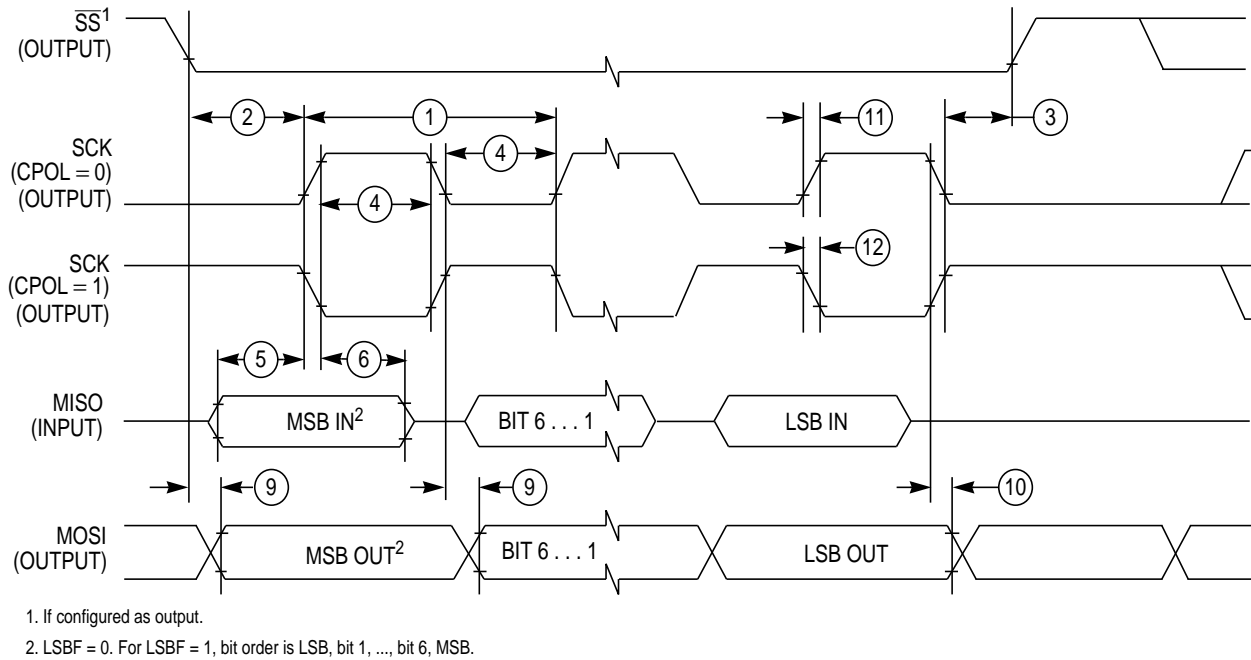 SS1
(OUTPUT)
2
1
11
3
SCK
(CPOL = 0)
(OUTPUT)
4
4
12
SCK
(CPOL = 1)
(OUTPUT)
5
6
MISO
(INPUT)
MSB IN2
BIT 6 . . . 1
LSB IN
9
9
10
MOSI
(OUTPUT)
MSB OUT2
BIT 6 . . . 1
LSB OUT
1. If configured as output.
2. LSBF = 0. For LSBF = 1, bit order is LSB, bit 1, ..., bit 6, MSB.